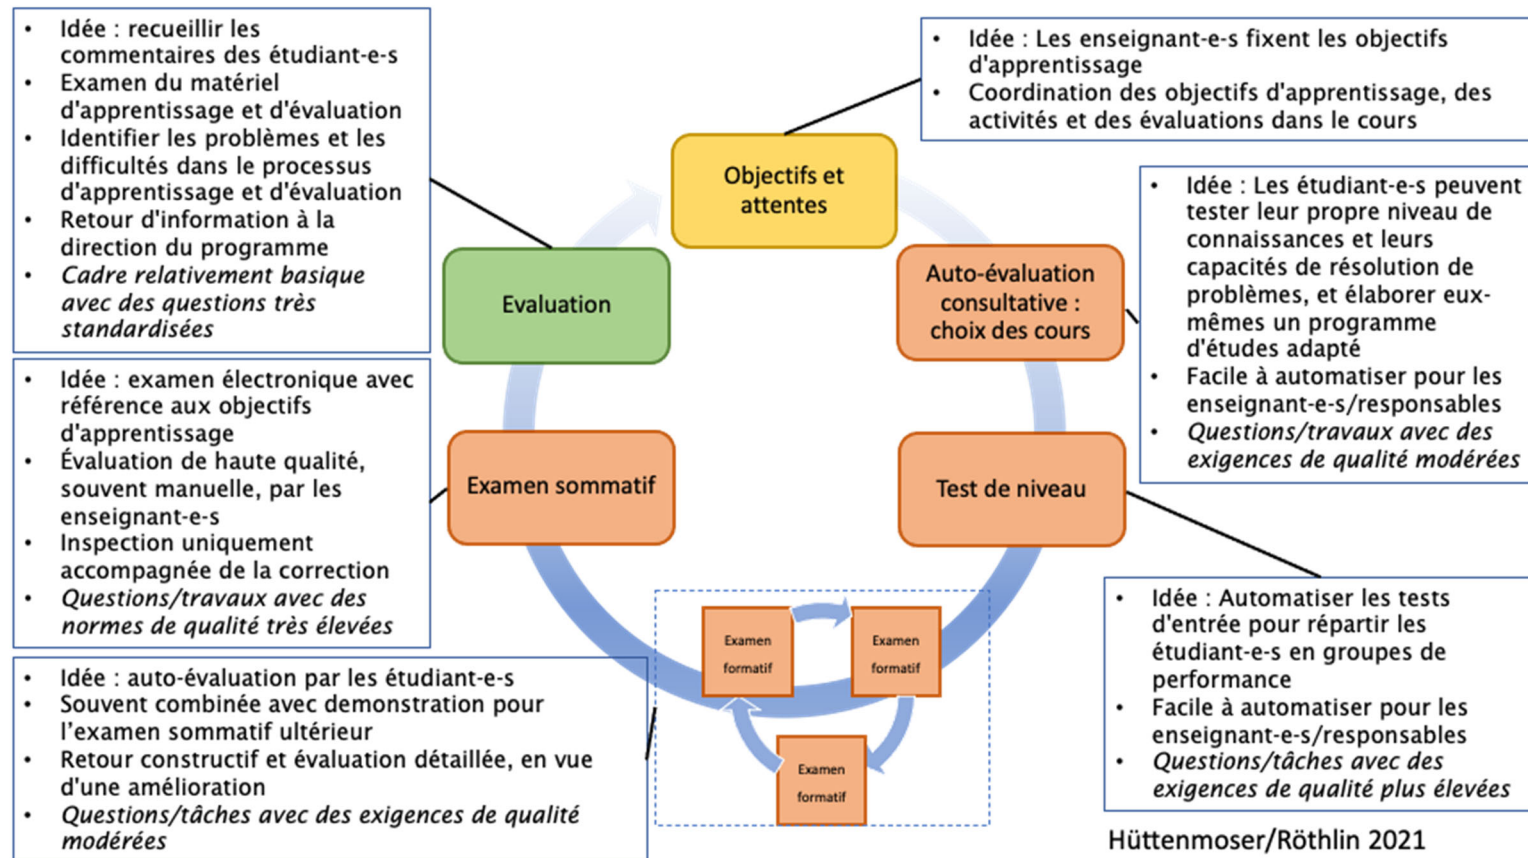 • Idée : recueillir les
commentaires des étudiant-e-s
• Examen du matériel
d'apprentissage et d'évaluation
• Identifier les problèmes et les
difficultés dans le processus
d'apprentissage et d'évaluation
• Retour d'information à la
direction du programme
• Cadre relativement basique
avec des questions très
standardisées
• Idée : Les enseignant-e-s fixent les objectifs
d'apprentissage
• Coordination des objectifs d'apprentissage, des
activités et des évaluations dans le cours
Objectifs et
attentes
• Idée : Les étudiant-e-s peuvent
tester leur propre niveau de
connaissances et leurs
capacités de résolution de
problèmes, et élaborer eux-
mêmes un programme
d'études adapté
• Facile à automatiser pour les
enseignant-e-s/responsables
• Questions/travaux avec des
exigences de qualité modérées
Auto-évaluation
consultative :
choix des cours
Evaluation
• Idée : examen électronique avec
référence aux objectifs
d'apprentissage
• Évaluation de haute qualité,
souvent manuelle, par les
enseignant-e-s
• Inspection uniquement
accompagnée de la correction
• Questions/travaux avec des
normes de qualité très élevées
Examen sommatif
Test de niveau
• Idée : Automatiser les tests
d'entrée pour répartir les
étudiant-e-s en groupes de
performance
• Facile à automatiser pour les
enseignant-e-s/responsables
• Questions/tâches avec des
exigences de qualité plus élevées
Examen
formatif
Examen
formatif
Examen
formatif
• Idée : auto-évaluation par les étudiant-e-s
• Souvent combinée avec demonstration pour
l'examen sommatif ultérieur
• Retour constructif et évaluation détaillée, en vue
d'une amélioration
• Questions/tâches avec des exigences de qualité
modérées
Hüttenmoser/Röthlin 2021